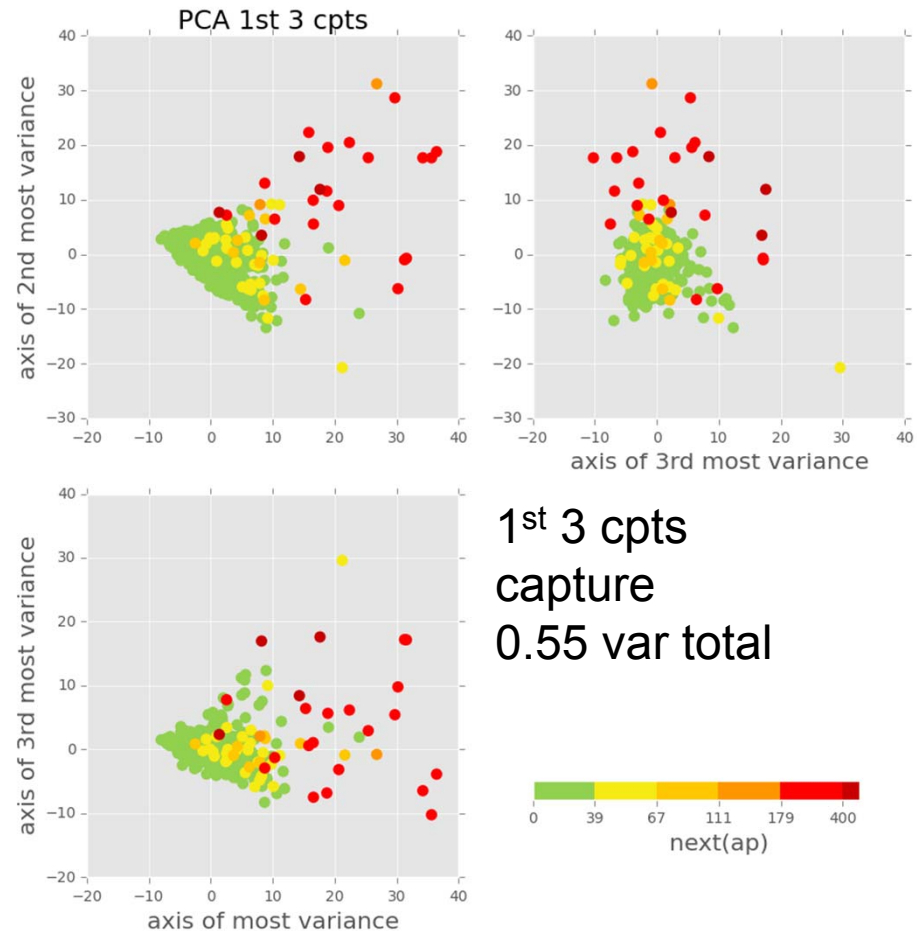 PCA 1st 3 cpts
40
30
20
10
0
−10
−20
−30
axis of 2nd most variance
−20 −10 0 10 20 30 40
40
30
20
10
0
−10
−20
−30
−20 −10 0 10 20 30 40
axis of 3rd most variance
40
30
20
10
0
−10
−20
axis of 3rd most variance
−20 −10 0 10 20 30 40
axis of most variance
1st 3 cpts
capture
0.55 var total
0 39 67 111 179 400
next(ap)